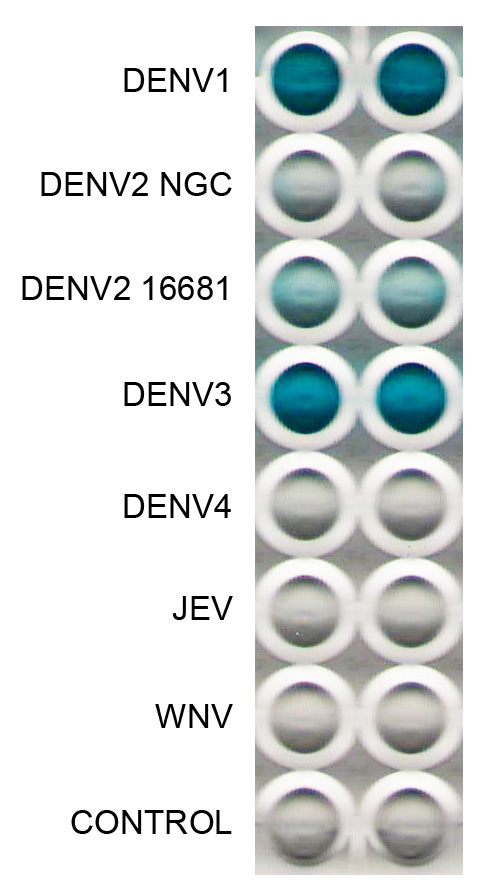 DENV1
DENV2 NGC
DENV2 16681
DENV3
DENV4
JEV
WNV
CONTROL